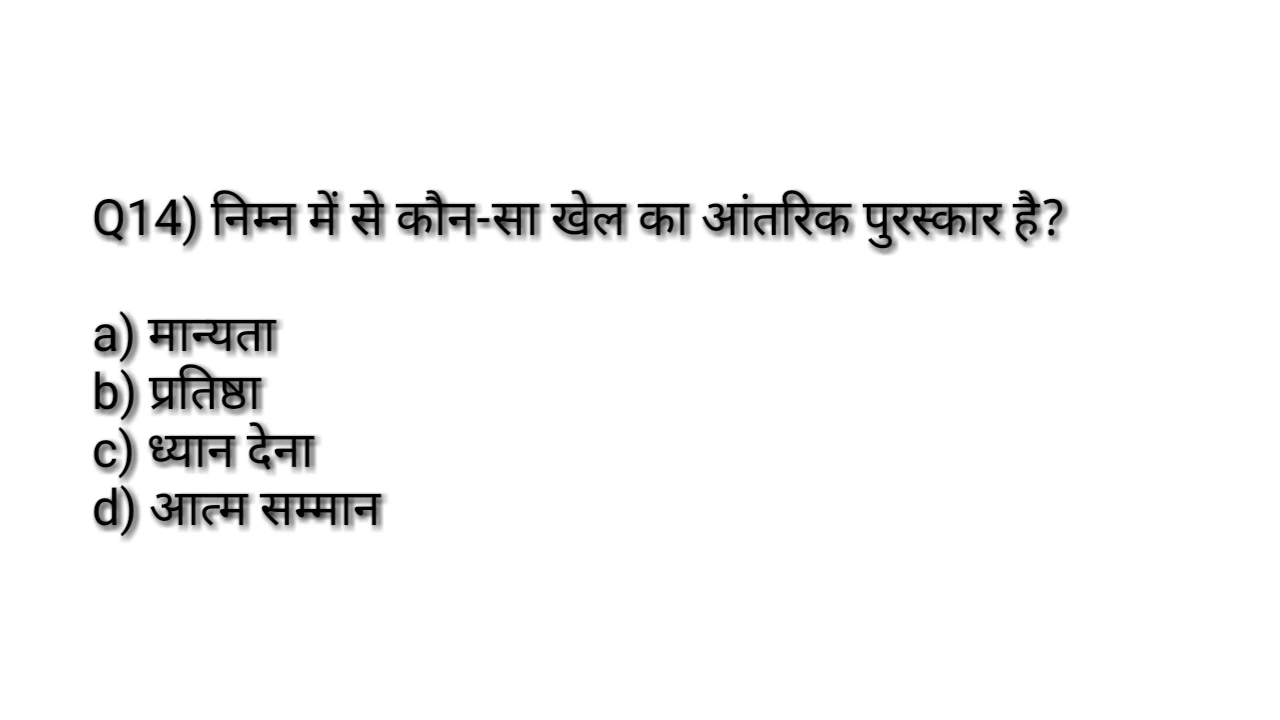 Q14) निम्न में से कौन-सा खेल का आंतरिक पुरस्कार है?
a) मान्यता
b) प्रतिष्ठा
c) ध्यान देना
d) आत्म सम्मान